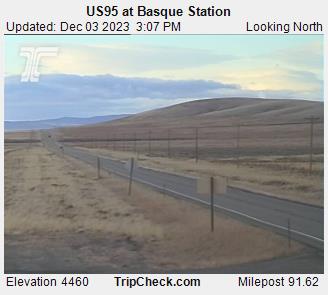 US95 at Basque Station
Updated: Dec 03 2023 3:07 PM Looking North
Elevation 4460 TripCheck.com Milepost 91.62